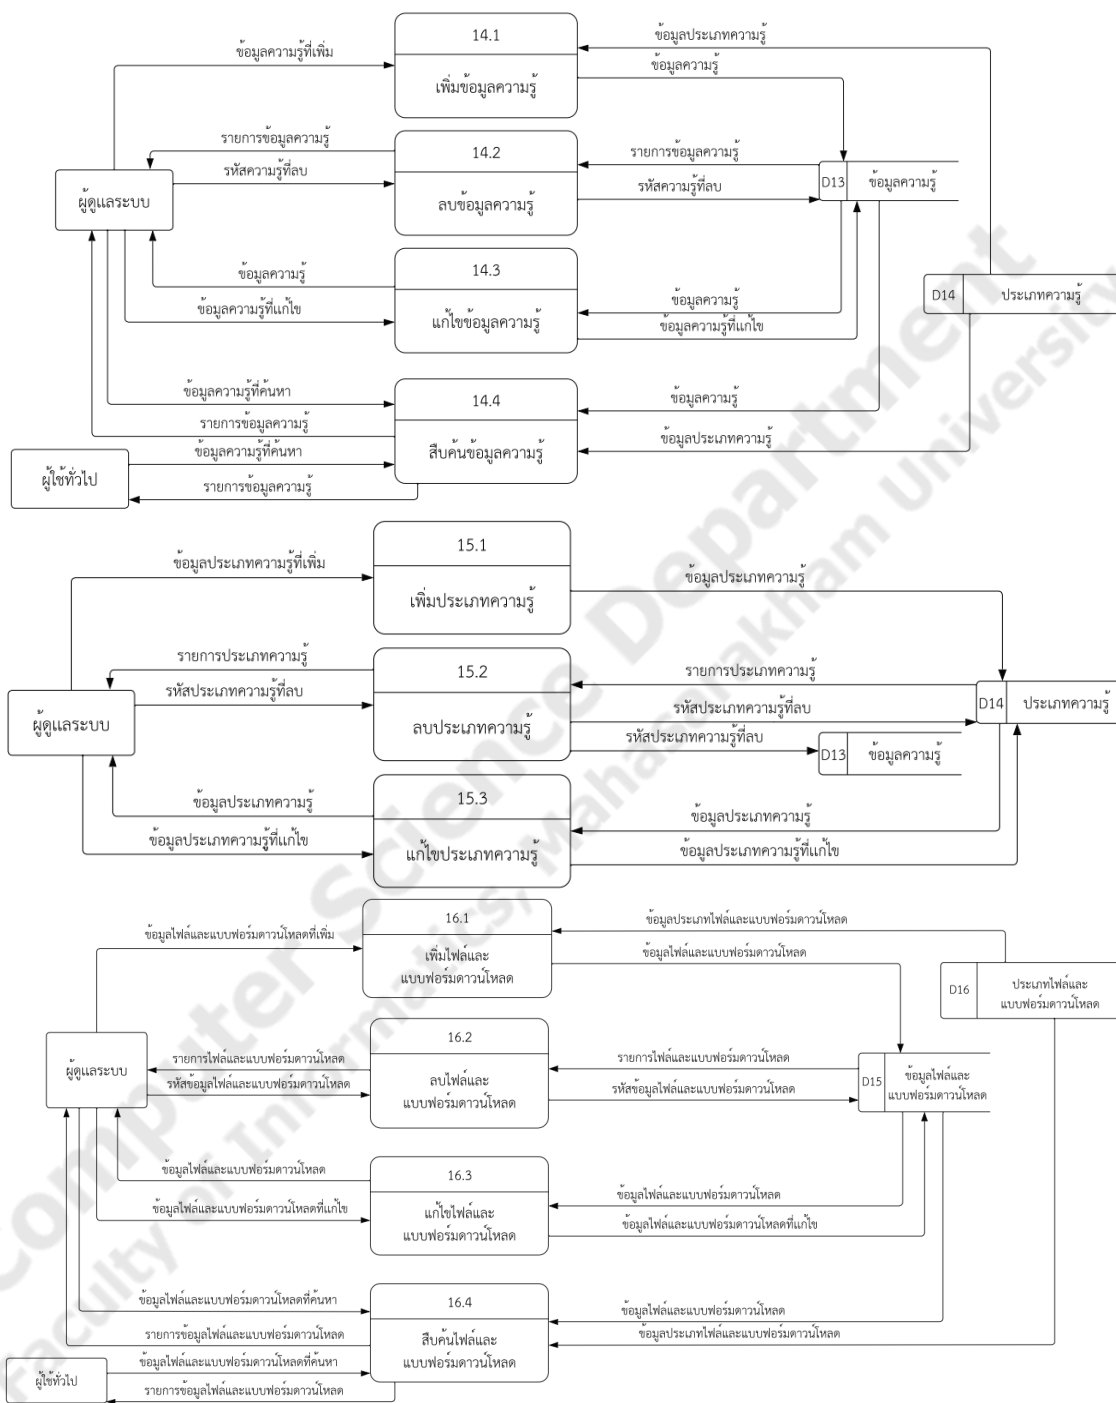 14.1
ข้อมูลประเภทความรู้
ข้อมูลความรู้ที่เพิ่ม
ข้อมูลความรู้
เพิ่มข้อมูลความรู้
รายการข้อมูลความรู้
14.2
รายการข้อมูลความรู้
รหัสความรู้ที่ลบ
รหัสความรู้ที่ลบ
D13
ข้อมูลความรู้
ผู้ดูแลระบบ
ลบข้อมูลความรู้
14.3
ข้อมูลความรู้
ข้อมูลความรู้
D14
ประเภทความรู้
ข้อมูลความรู้ที่แก้ไข
แก้ไขข้อมูลความรู้
ข้อมูลความรู้ที่แก้ไข
ข้อมูลความรู้ที่ค้นหา
14.4
ข้อมูลความรู้
รายการข้อมูลความรู้
ข้อมูลประเภทความรู้
ข้อมูลความรู้ที่ค้นหา
สืบค้นข้อมูลความรู้
ผู้ใช้ทั่วไป
รายการข้อมูลความรู้
15.1
ข้อมูลประเภทความรู้ที่เพิ่ม
ข้อมูลประเภทความรู้
เพิ่มประเภทความรู้
รายการประเภทความรู้
15.2
รายการประเภทความรู้
รหัสประเภทความรู้ที่ลบ
รหัสประเภทความรู้ที่ลบ
D14
ประเภทความรู้
ผู้ดูแลระบบ
ลบประเภทความรู้
รหัสประเภทความรู้ที่ลบ
D13
ข้อมูลความรู้
ข้อมูลประเภทความรู้
15.3
ข้อมูลประเภทความรู้
ข้อมูลประเภทความรู้ที่แก้ไข
แก้ไขประเภทความรู้
ข้อมูลประเภทความรู้ที่แก้ไข
16.1
ข้อมูลประเภทไฟล์และแบบฟอร์มดาวน์โหลด
ข้อมูลไฟล์และแบบฟอร์มดาวน์โหลดที่เพิ่ม
ข้อมูลไฟล์และแบบฟอร์มดาวน์โหลด
เพิ่มไฟล์และ
แบบฟอร์มดาวน์โหลด
D16
ประเภทไฟล์และ
แบบฟอร์มดาวน์โหลด
16.2
รายการไฟล์และแบบฟอร์มดาวน์โหลด
รายการไฟล์และแบบฟอร์มดาวน์โหลด
ผู้ดูแลระบบ
รหัสข้อมูลไฟล์และแบบฟอร์มดาวน์โหลด
ลบไฟล์และ
แบบฟอร์มดาวน์โหลด
รหัสข้อมูลไฟล์และแบบฟอร์มดาวน์โหลด
D15
ข้อมูลไฟล์และ
แบบฟอร์มดาวน์โหลด
ข้อมูลไฟล์และแบบฟอร์มดาวน์โหลด
16.3
ข้อมูลไฟล์และแบบฟอร์มดาวน์โหลด
ข้อมูลไฟล์และแบบฟอร์มดาวน์โหลดที่แก้ไข
แก้ไขไฟล์และ
แบบฟอร์มดาวน์โหลด
ข้อมูลไฟล์และแบบฟอร์มดาวน์โหลดที่แก้ไข
ข้อมูลไฟล์และแบบฟอร์มดาวน์โหลดที่ค้นหา
16.4
ข้อมูลไฟล์และแบบฟอร์มดาวน์โหลด
รายการข้อมูลไฟล์และแบบฟอร์มดาวน์โหลด
สืบค้นไฟล์และ
แบบฟอร์มดาวน์โหลด
ข้อมูลประเภทไฟล์และแบบฟอร์มดาวน์โหลด
ข้อมูลไฟล์และแบบฟอร์มดาวน์โหลดที่ค้นหา
ผู้ใช้ทั่วไป
รายการข้อมูลไฟล์และแบบฟอร์มดาวน์โหลด
Computer Science Department
Faculty of Informatics, Mahasarakham University